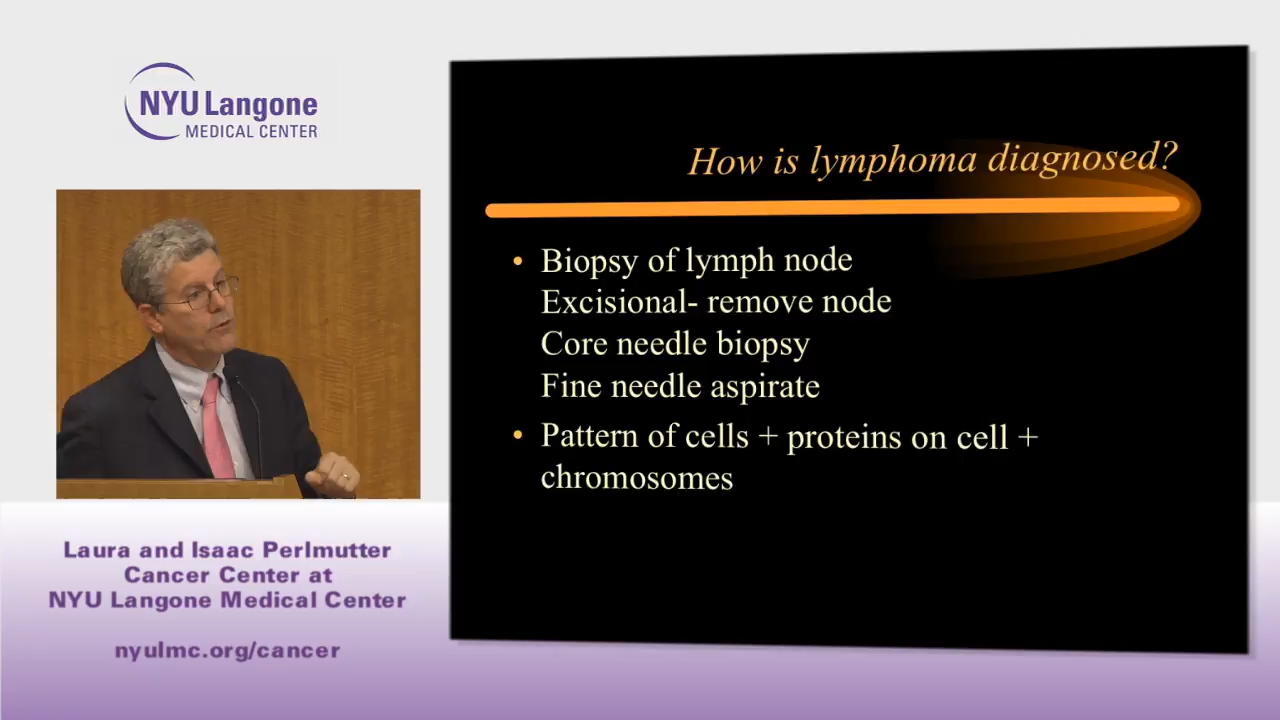 NYU Langone
MEDICAL CENTER
How is lymphoma diagnosed?
• Biopsy of lymph node
Excisional- remove node
Core needle biopsy
Fine needle aspirate
• Pattern of cells + proteins on cell +
chromosomes
Laura and Isaac Perlmutter
Cancer Center at
NYU Langone Medical Center
nyulmc.org/cancer